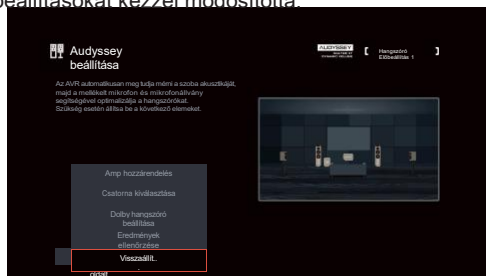 beállításokat kézzel módosította.
Audyssey
beállítása
AUDYSSEY
[ Hangszóró ]
Előbeállítás 1
Az AVR automatikusan meg tudja mérni a szoba akusztikáját,
majd a mellékelt mikrofon és mikrofonállvány
segítségével optimalizálja a hangszórókat.
Szükség esetén állítsa be a következő elemeket.
Amp hozzárendelés
Csatorna kiválasztása
Dolby hangszóró
beállítása
Eredmények
ellenőrzése
Visszaállít..